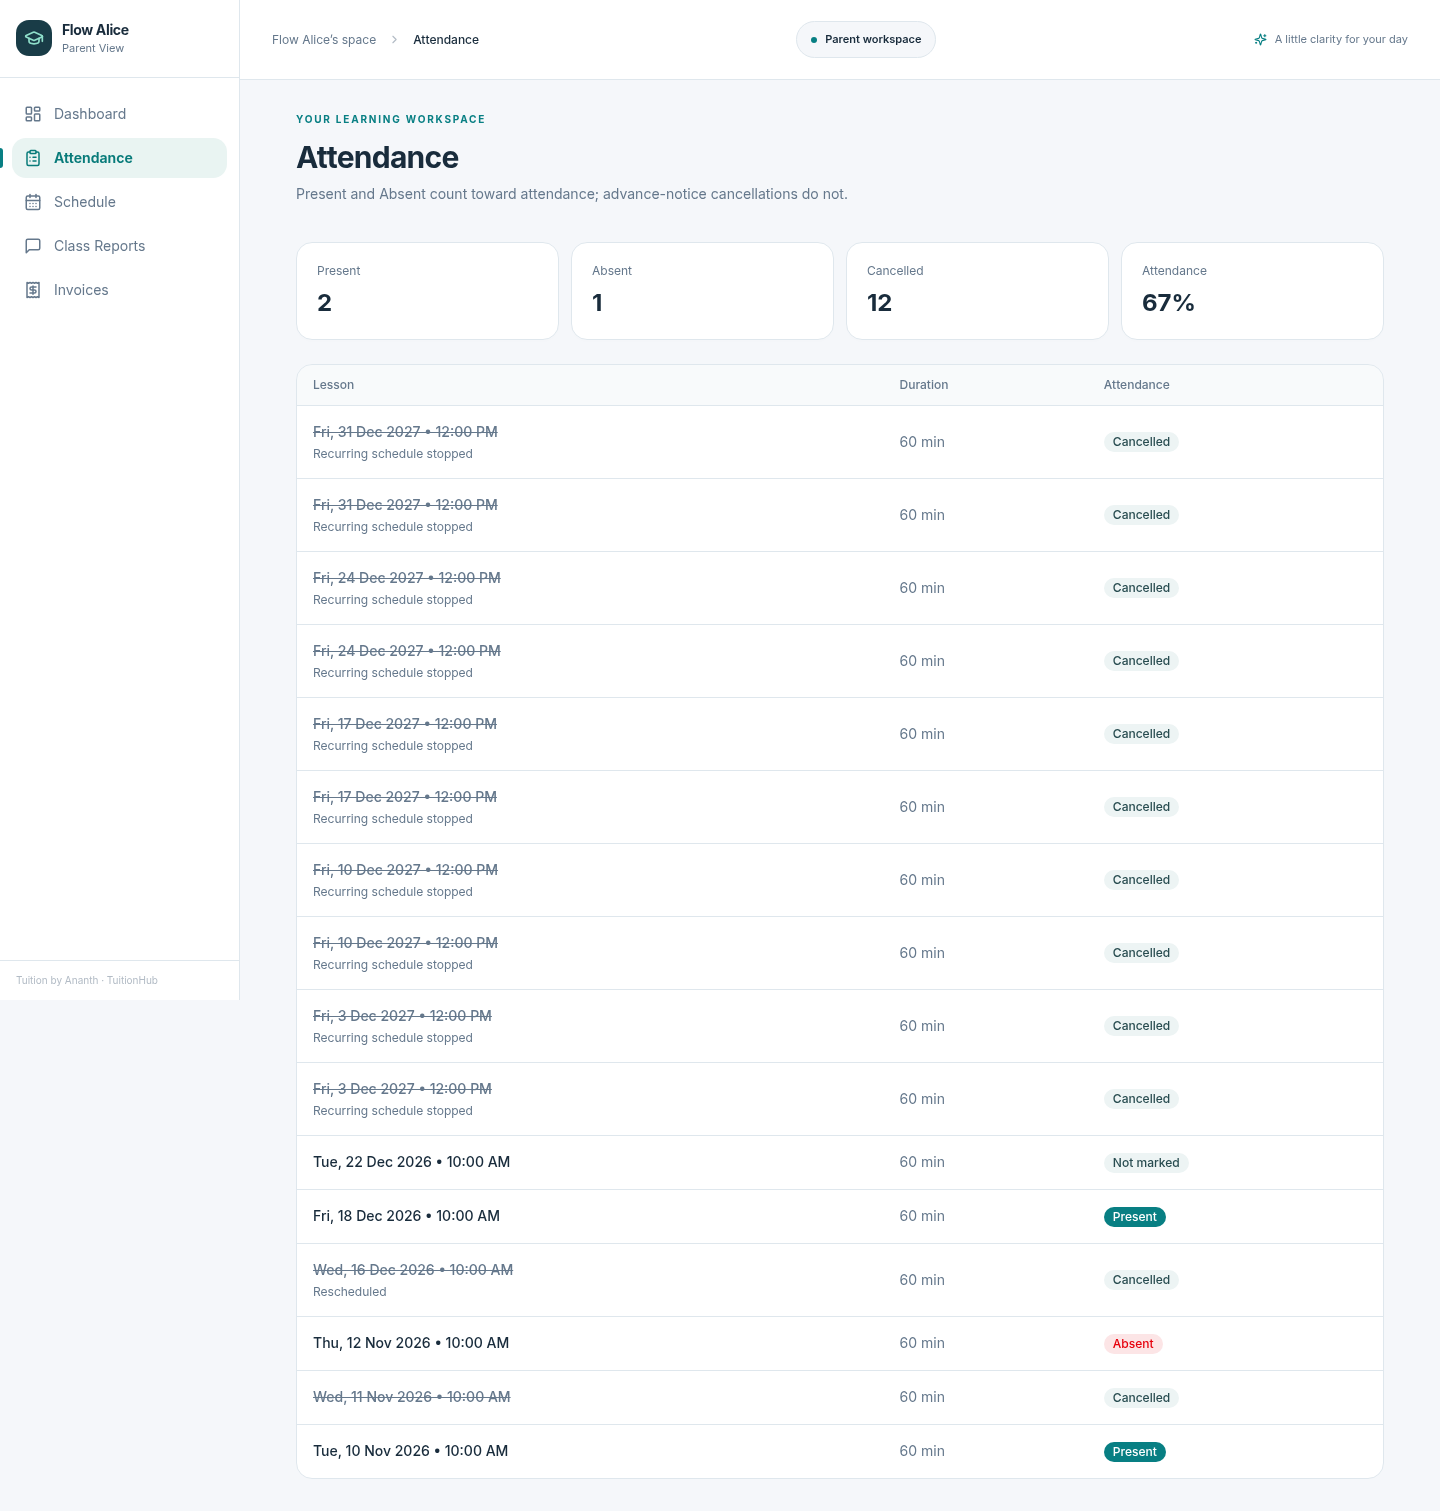 Flow Alice
Parent View
Dashboard
Attendance
Schedule
Class Reports
Invoices
Tuition by Ananth · TuitionHub
Flow Alice's space > Attendance
Parent workspace
A little clarity for your day
YOUR LEARNING WORKSPACE
Attendance
Present and Absent count toward attendance; advance-notice cancellations do not.
Present
2
Absent
1
Cancelled
12
Attendance
67%
Lesson Duration Attendance
Fri, 31 Dec 2027 • 12:00 PM
Recurring schedule stopped
60 min
Cancelled
Fri, 31 Dec 2027 • 12:00 PM
Recurring schedule stopped
60 min
Cancelled
Fri, 24 Dec 2027 • 12:00 PM
Recurring schedule stopped
60 min
Cancelled
Fri, 24 Dec 2027 • 12:00 PM
Recurring schedule stopped
60 min
Cancelled
Fri, 17 Dec 2027 • 12:00 PM
Recurring schedule stopped
60 min
Cancelled
Fri, 17 Dec 2027 • 12:00 PM
Recurring schedule stopped
60 min
Cancelled
Fri, 10 Dec 2027 • 12:00 PM
Recurring schedule stopped
60 min
Cancelled
Fri, 10 Dec 2027 • 12:00 PM
Recurring schedule stopped
60 min
Cancelled
Fri, 3 Dec 2027 • 12:00 PM
Recurring schedule stopped
60 min
Cancelled
Fri, 3 Dec 2027 • 12:00 PM
Recurring schedule stopped
60 min
Cancelled
Tue, 22 Dec 2026 • 10:00 AM
60 min
Not marked
Fri, 18 Dec 2026 • 10:00 AM
60 min
Present
Wed, 16 Dec 2026 • 10:00 AM
Rescheduled
60 min
Cancelled
Thu, 12 Nov 2026 • 10:00 AM
60 min
Absent
Wed, 11 Nov 2026 • 10:00 AM
60 min
Cancelled
Tue, 10 Nov 2026 • 10:00 AM
60 min
Present